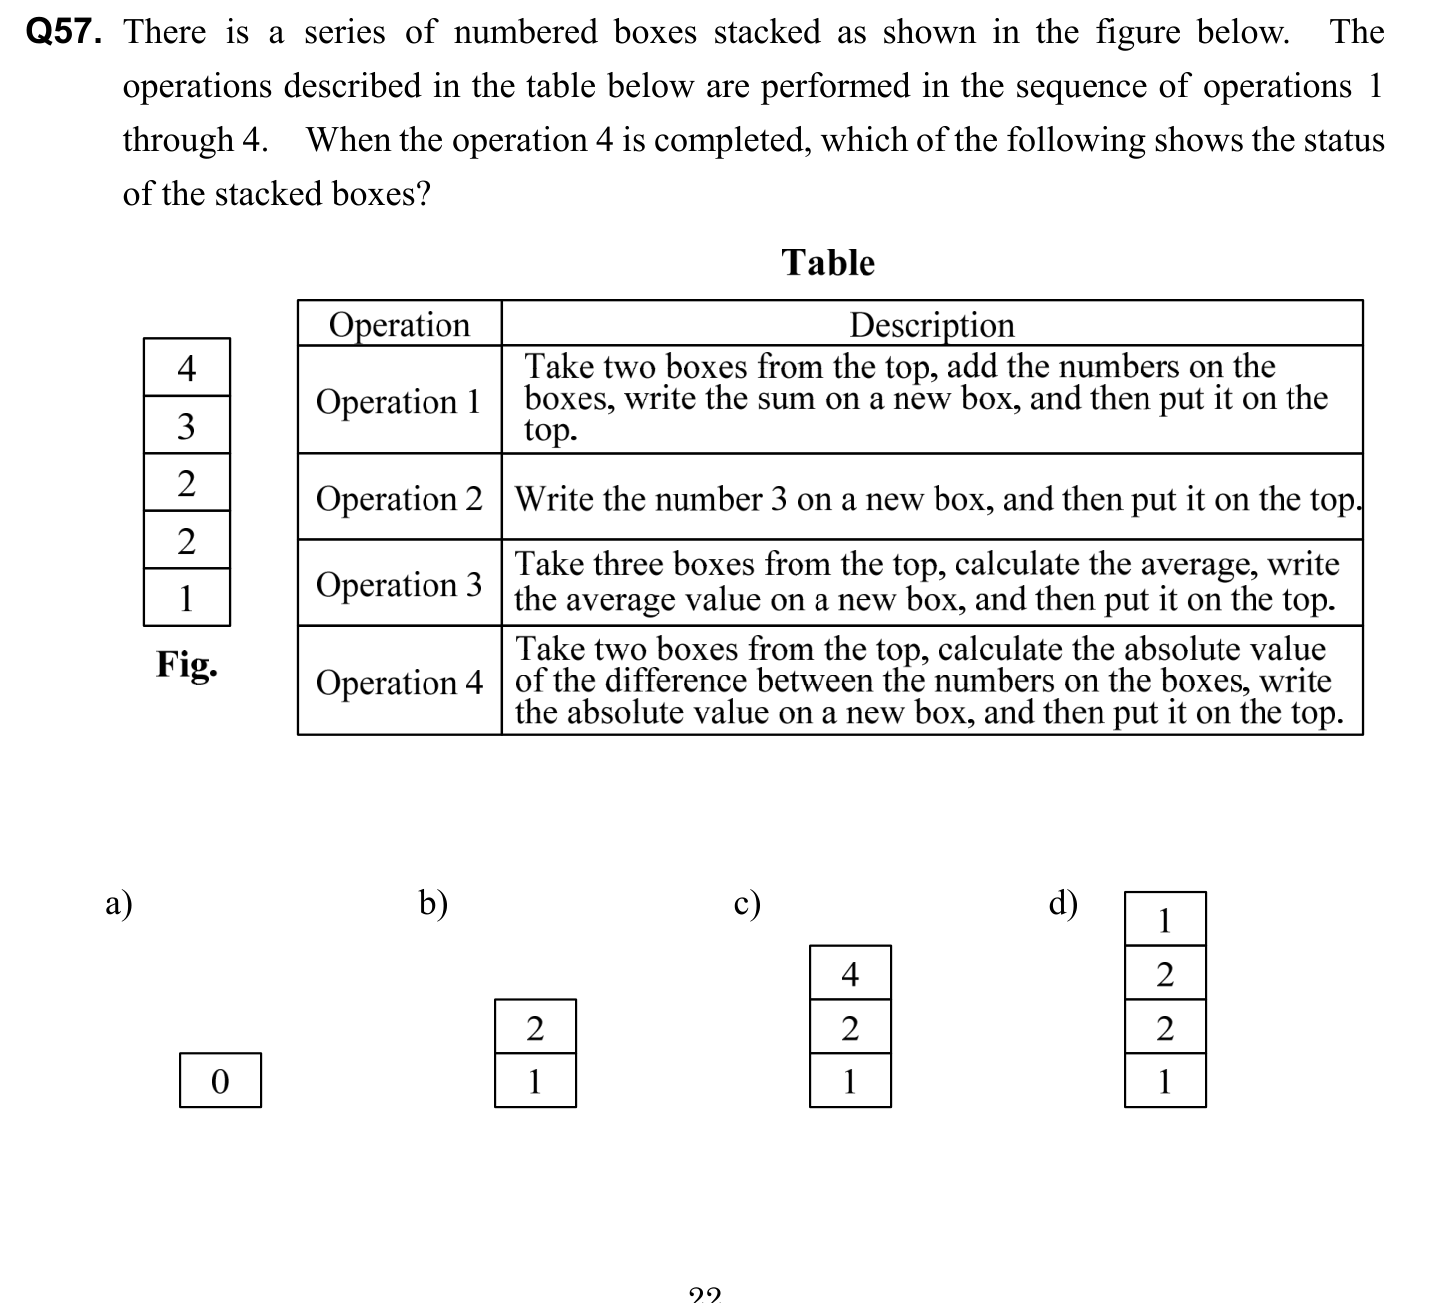 Q57. There is a series of numbered boxes stacked as shown in the figure below. The
operations described in the table below are performed in the sequence of operations 1
through 4. When the operation 4 is completed, which of the following shows the status
of the stacked boxes?
Table
Operation Description
Operation 1 Take two boxes from the top, add the numbers on the
boxes, write the sum on a new box, and then put it on the
top.
Operation 2 Write the number 3 on a new box, and then put it on the top.
Operation 3 Take three boxes from the top, calculate the average, write
the average value on a new box, and then put it on the top.
Operation 4 Take two boxes from the top, calculate the absolute value
of the difference between the numbers on the boxes, write
the absolute value on a new box, and then put it on the top.
4
3
2
2
1
Fig.
a)
0
b)
2
1
c)
4
2
1
d)
1
2
2
1
22